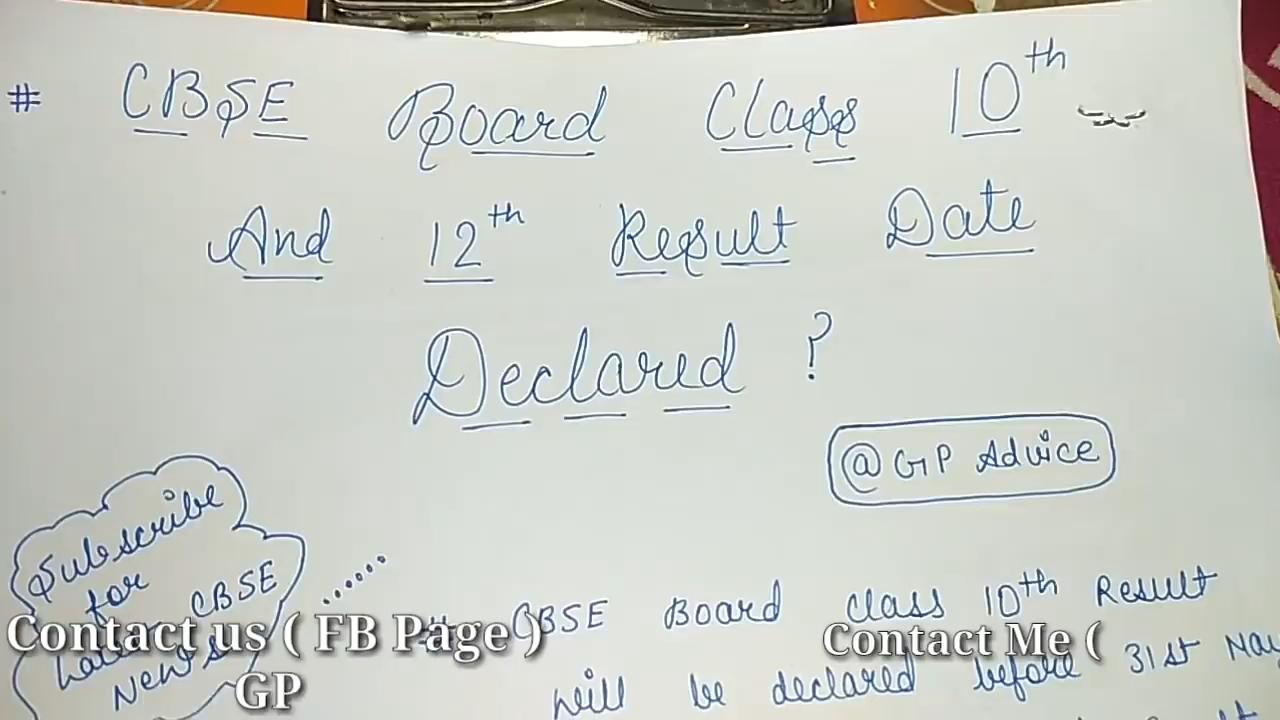 # CBSE Board Class 10th
And 12th Result Date
Declared ?
@ GP Advice
Subscribe
for
CBSE
News
CBSE Board Class 10th Result
will be declared before 31st May
Contact us ( FB Page )
GP
Contact Me (